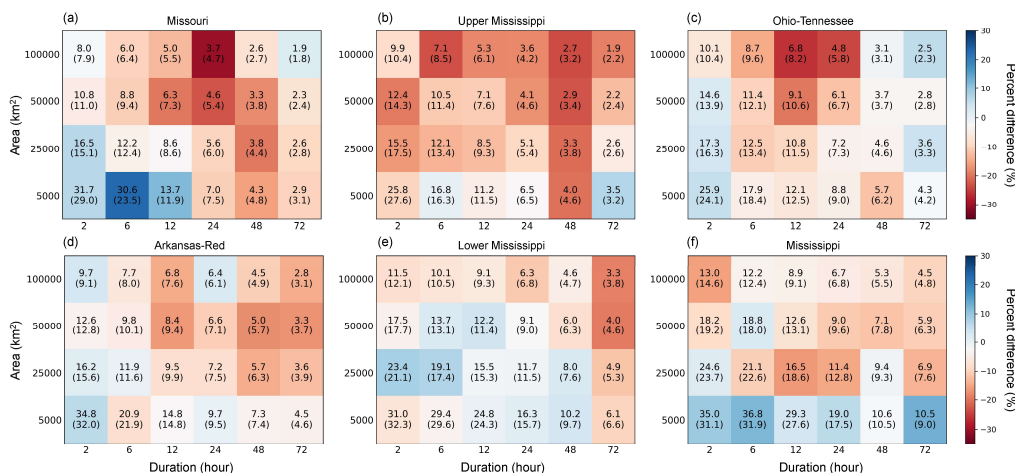 (a) Missouri
(b) Upper Mississippi
(c) Ohio-Tennessee
Area (km²)
100000
8.0 6.0 5.0 3.7 2.6 1.9
(7.9) (6.4) (5.5) (4.7) (2.7) (1.8)
50000
10.8 8.8 6.3 4.6 3.3 2.3
(11.0) (9.4) (7.3) (5.4) (3.8) (2.4)
25000
16.5 12.2 8.6 5.6 3.8 2.6
(15.1) (12.4) (8.6) (6.0) (4.4) (2.8)
5000
31.7 30.6 13.7 7.0 4.3 2.9
(29.0) (23.5) (11.9) (7.5) (4.8) (3.1)
2 6 12 24 48 72
9.9 7.1 5.3 3.6 2.7 1.9
(10.4) (8.5) (6.1) (4.2) (3.2) (2.2)
12.4 10.5 7.1 4.1 2.9 2.2
(14.3) (11.4) (7.6) (4.6) (3.4) (2.4)
15.5 12.1 8.5 5.1 3.3 2.6
(17.5) (13.4) (9.3) (5.4) (3.8) (2.6)
25.8 16.8 11.2 6.5 4.0 3.5
(27.6) (16.3) (11.2) (6.5) (4.6) (3.2)
2 6 12 24 48 72
10.1 8.7 6.8 4.8 3.1 2.5
(10.4) (9.6) (8.2) (5.8) (3.1) (2.3)
14.6 11.4 9.1 6.1 3.7 2.8
(13.9) (12.1) (10.6) (6.7) (3.7) (2.8)
17.3 12.5 10.8 7.2 4.6 3.6
(16.3) (13.4) (11.5) (7.3) (4.6) (3.3)
25.9 17.9 12.1 8.8 5.7 4.3
(24.1) (18.4) (12.1) (9.0) (6.2) (4.2)
2 6 12 24 48 72
30
20
10
0
−10
−20
−30
Percent difference (%)
(d) Arkansas-Red
(e) Lower Mississippi
(f) Mississippi
Area (km²)
100000
9.7 7.7 6.8 6.4 4.5 2.8
(9.1) (8.0) (7.6) (6.1) (4.9) (3.1)
50000
12.6 9.8 8.4 6.6 5.0 3.3
(12.8) (10.1) (9.4) (7.1) (5.7) (3.7)
25000
16.2 11.9 9.5 7.2 5.7 3.6
(15.6) (11.6) (9.9) (7.5) (6.3) (3.9)
5000
34.8 20.9 14.8 9.7 7.3 4.5
(32.0) (21.9) (14.8) (9.5) (7.4) (4.6)
2 6 12 24 48 72
Duration (hour)
11.5 10.1 9.1 6.3 4.6 3.3
(12.1) (10.5) (9.3) (6.8) (4.7) (3.8)
17.5 13.7 12.2 9.1 6.0 4.0
(17.7) (13.1) (11.4) (9.0) (6.3) (4.6)
23.4 19.1 15.5 11.7 8.0 4.9
(21.1) (17.4) (15.3) (11.5) (7.6) (5.3)
31.0 29.4 24.8 16.3 10.2 6.1
(32.3) (29.6) (23.8) (15.7) (9.7) (6.6)
2 6 12 24 48 72
Duration (hour)
13.0 12.2 8.9 6.7 5.3 4.5
(14.6) (12.4) (9.4) (6.8) (5.5) (4.8)
18.2 18.8 12.6 9.0 7.1 5.9
(19.2) (18.0) (13.1) (9.6) (7.8) (6.3)
24.6 21.1 16.5 11.4 9.4 6.9
(23.7) (22.6) (18.6) (12.8) (9.3) (7.6)
35.0 36.8 29.3 19.0 10.6 10.5
(31.1) (31.9) (27.6) (17.5) (10.5) (9.0)
2 6 12 24 48 72
Duration (hour)
30
20
10
0
−10
−20
−30
Percent difference (%)